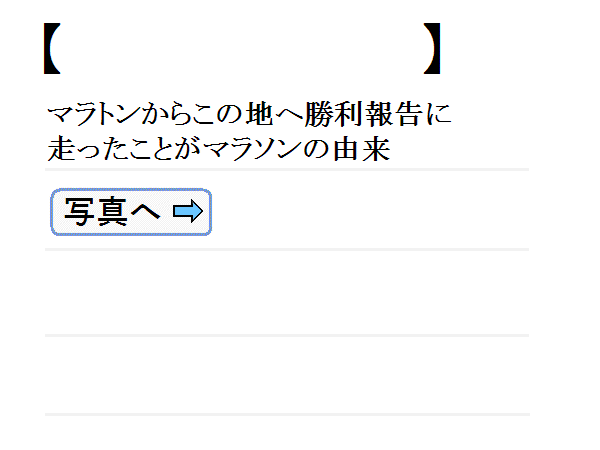 【 】
マラトンからこの地へ勝利報告に
走ったことがマラソンの由来
写真へ